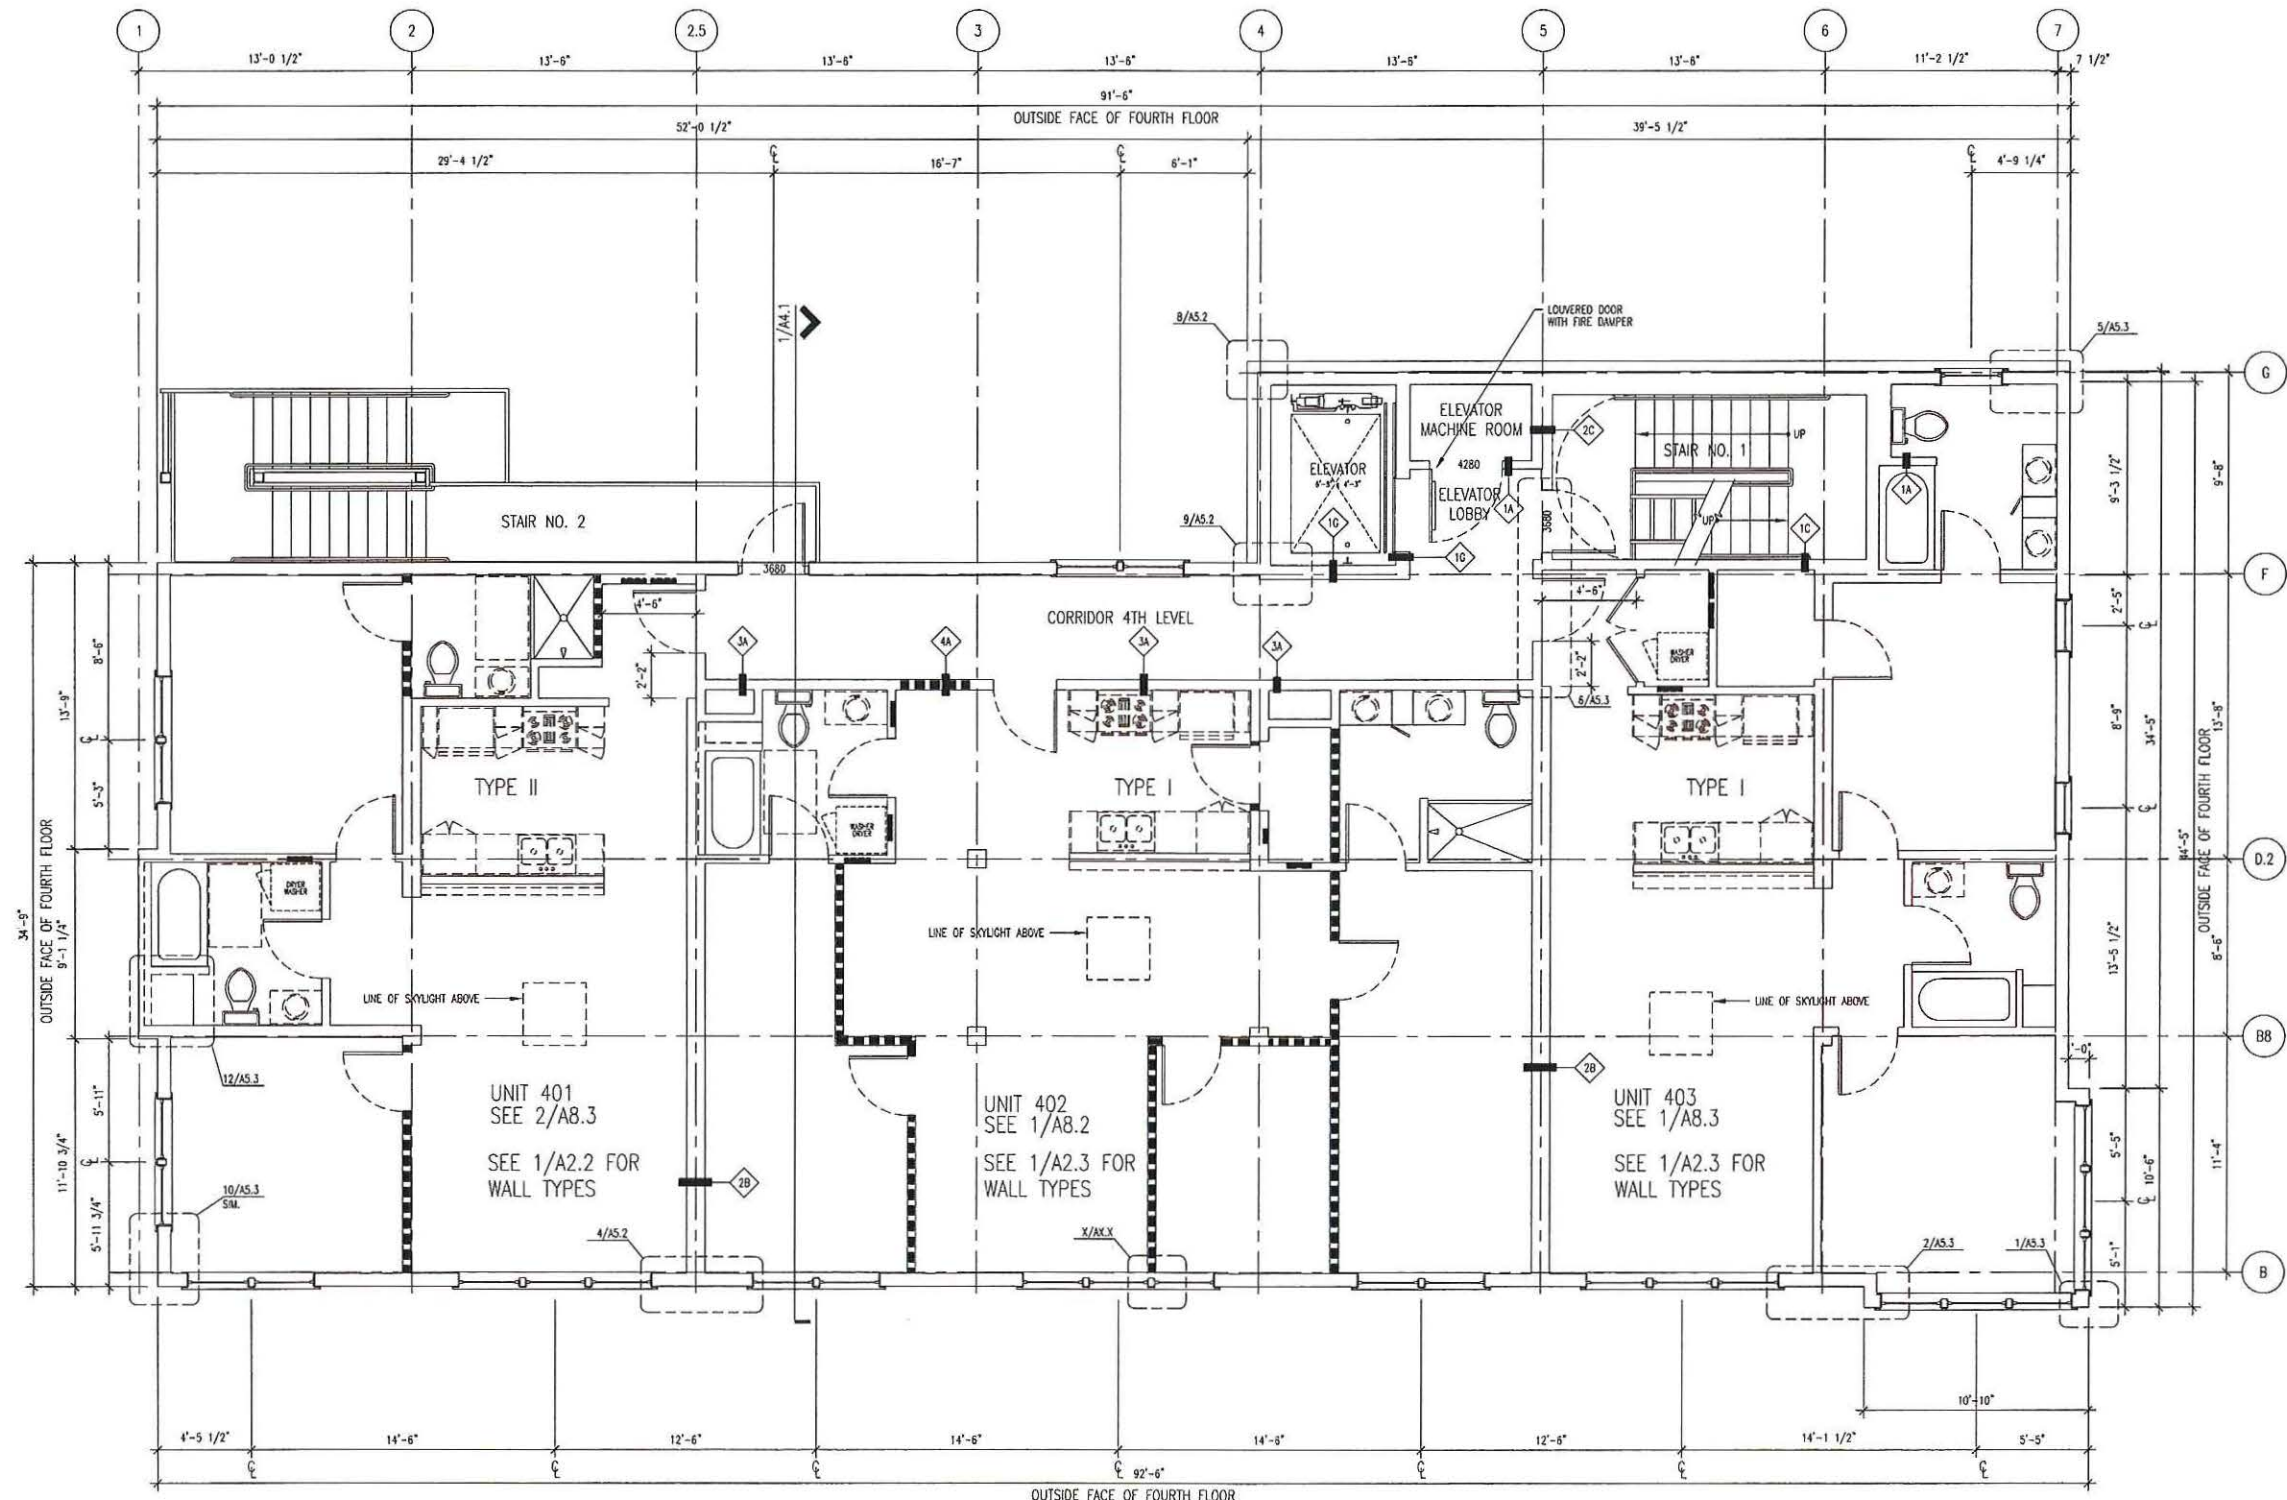 1
2
2.5
3
4
5
6
7
13'-0 1/2"
13'-6"
13'-6"
13'-6"
13'-6"
13'-6"
11'-2 1/2"
7 1/2"
91'-6"
OUTSIDE FACE OF FOURTH FLOOR
52'-0 1/2"
39'-5 1/2"
29'-4 1/2"
16'-7"
6'-1"
4'-9 1/4"
1/A4.1
8/A5.2
LOUVERED DOOR
WITH FIRE DAMPER
5/A5.3
G
ELEVATOR
MACHINE ROOM
2C
UP
STAIR NO. 1
4280
ELEVATOR
6'-5" x 4'-3"
ELEVATOR
LOBBY
1A
1A
3680
9/A5.2
1G
1G
UP
1C
STAIR NO. 2
3680
9'-3 1/2"
9'-8"
F
4'-6"
4'-6"
CORRIDOR 4TH LEVEL
3A
4A
3A
3A
2'-2"
2'-2"
WASHER
DRYER
6/A5.3
2'-5"
8'-9"
34'-5"
13'-8"
OUTSIDE FACE OF FOURTH FLOOR
44'-5"
8'-6"
13'-9"
5'-3"
TYPE II
TYPE I
TYPE I
WASHER
DRYER
D.2
DRYER
WASHER
34'-9"
OUTSIDE FACE OF FOURTH FLOOR
9'-1 1/4"
LINE OF SKYLIGHT ABOVE
LINE OF SKYLIGHT ABOVE
LINE OF SKYLIGHT ABOVE
13'-5 1/2"
8'-6"
B8
12/A5.3
2B
UNIT 401
SEE 2/A8.3
SEE 1/A2.2 FOR
WALL TYPES
UNIT 402
SEE 1/A8.2
SEE 1/A2.3 FOR
WALL TYPES
UNIT 403
SEE 1/A8.3
SEE 1/A2.3 FOR
WALL TYPES
2B
5'-11"
11'-10 3/4"
5'-11 3/4"
10/A5.3
SIM.
4/A5.2
X/AX.X
2/A5.3
1/A5.3
5'-5"
10'-6"
11'-4"
5'-1"
B
10'-10"
4'-5 1/2"
14'-6"
12'-6"
14'-6"
14'-6"
12'-6"
14'-1 1/2"
5'-5"
92'-6"
OUTSIDE FACE OF FOURTH FLOOR